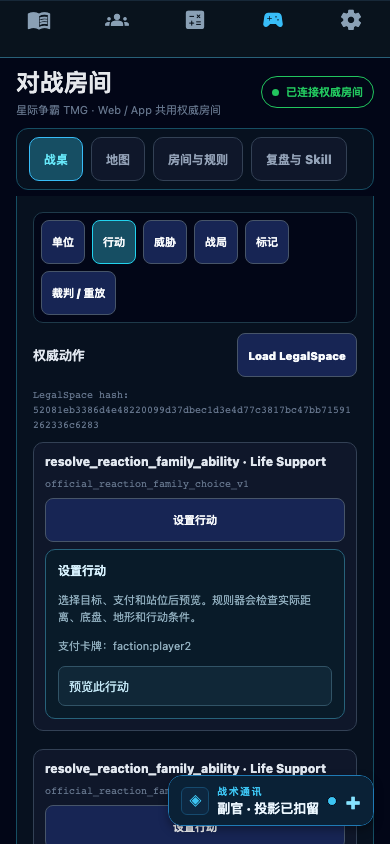 对战房间
星际争霸 TMG · Web / App 共用权威房间
已连接权威房间
战桌
地图
房间与规则
复盘与 Skill
单位
行动
威胁
战局
标记
裁判 / 重放
权威动作
Load LegalSpace
LegalSpace hash:
52081eb3386d4e48220099d37dbec1d3e4d77c3817bc47bb71591
262336c6283
resolve_reaction_family_ability · Life Support
official_reaction_family_choice_v1
设置行动
设置行动
选择目标、支付和站位后预览。规则器会检查实际距
离、底盘、地形和行动条件。
支付卡牌：faction:player2
预览此行动
resolve_reaction_family_ability · Life Support
official_reaction_fam
设置行动
战术通讯
副官 · 投影已扣留